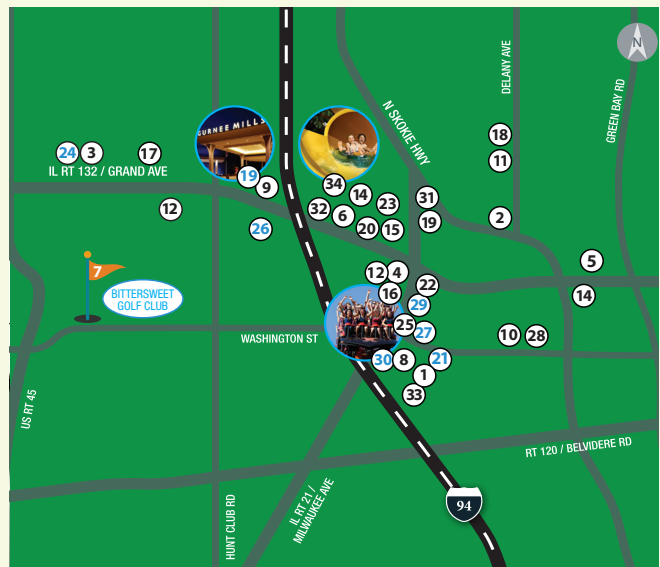 N
DELANY AVE
GREEN BAY RD
N SKOKIE HWY
GURNEE MILLS
18
24
3
17
11
IL RT 132 / GRAND AVE
19
9
34
14
31
23
12
32
6
19
2
26
20
15
5
7
12
4
22
14
BITTERSWEET
GOLF CLUB
16
29
25
27
WASHINGTON ST
10
28
30
8
21
1
33
US RT 45
RT 120 / BELVIDERE RD
HUNT CLUB RD
IL RT 21 /
MILWAUKEE AVE
94